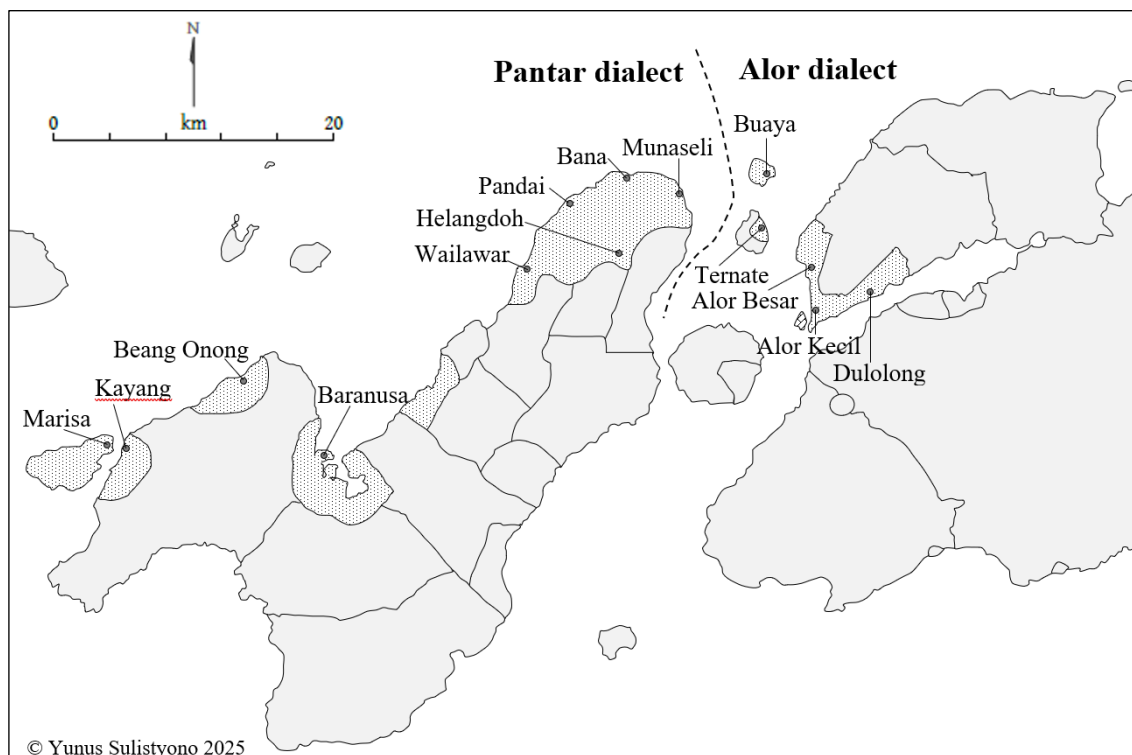 N
0 km 20
Pantar dialect
Alor dialect
Buaya
Bana
Munaseli
Pandai
Helangdoh
Wailawar
Ternate
Alor Besar
Alor Kecil
Dulolong
Beang Onong
Kayang
Baranusa
Marisa
© Yunus Sulistyono 2025